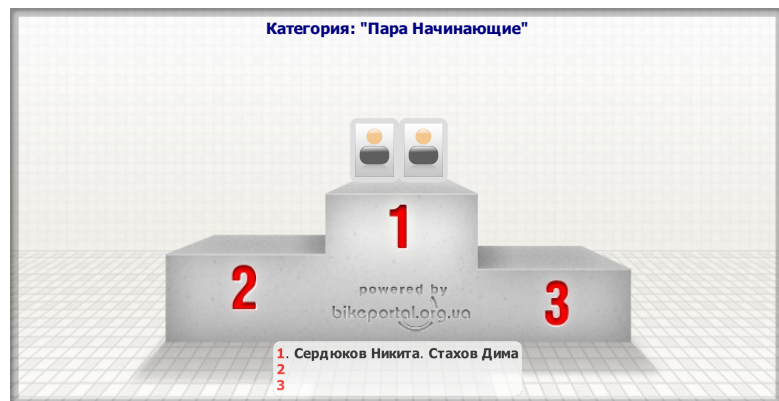 Категория: "Пара Начинающие"
1
2
3
powered by
bikeportal.org.ua
1. Сердюков Никита. Стахов Дима
2
3